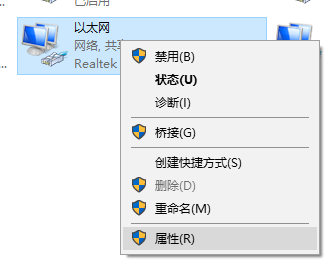 已启用
以太网
网络, 共享
Realtek
禁用(B)
状态(U)
诊断(I)
桥接(G)
创建快捷方式(S)
删除(D)
重命名(M)
属性(R)